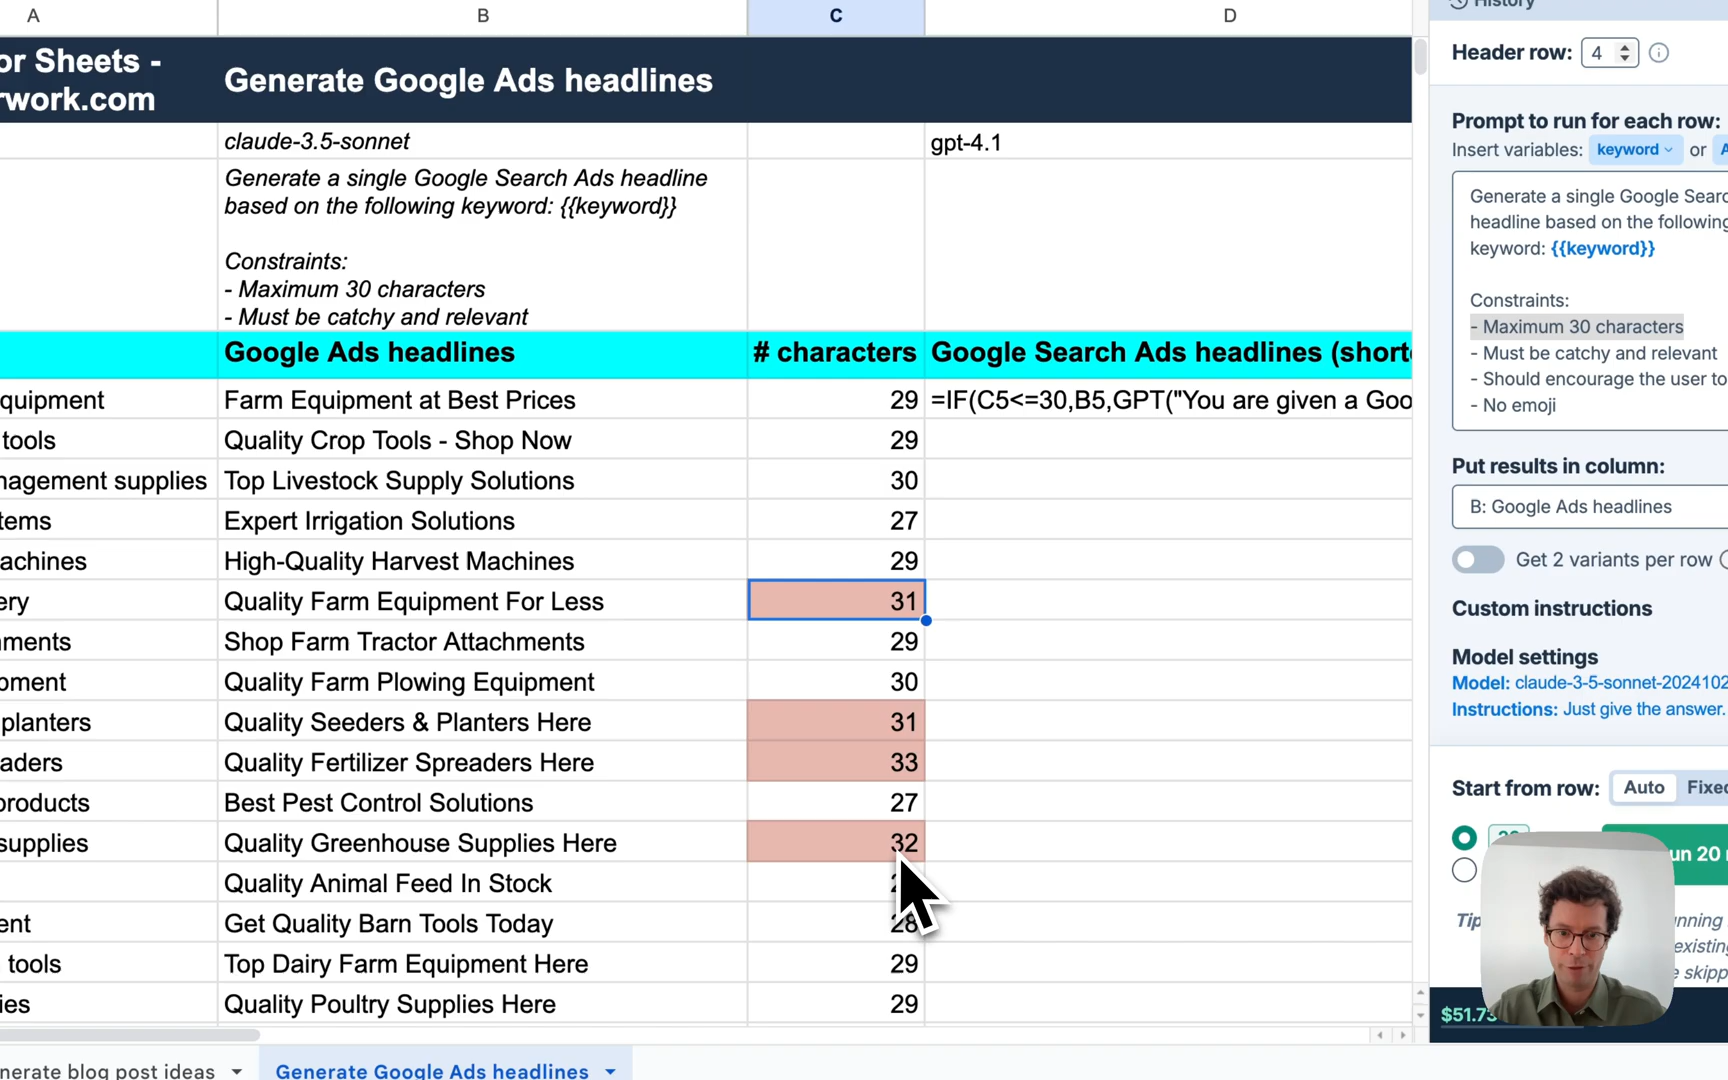 A B C D
or Sheets -
rwork.com
Generate Google Ads headlines
claude-3.5-sonnet
gpt-4.1
Generate a single Google Search Ads headline
based on the following keyword: {{keyword}}
Constraints:
- Maximum 30 characters
- Must be catchy and relevant
Google Ads headlines # characters Google Search Ads headlines (short
quipment Farm Equipment at Best Prices 29 =IF(C5<=30,B5,GPT("You are given a Goo
tools Quality Crop Tools - Shop Now 29
nagement supplies Top Livestock Supply Solutions 30
tems Expert Irrigation Solutions 27
achines High-Quality Harvest Machines 29
ery Quality Farm Equipment For Less 31
ments Shop Farm Tractor Attachments 29
pment Quality Farm Plowing Equipment 30
planters Quality Seeders & Planters Here 31
aders Quality Fertilizer Spreaders Here 33
products Best Pest Control Solutions 27
supplies Quality Greenhouse Supplies Here 32
Quality Animal Feed In Stock
ent Get Quality Barn Tools Today 28
tools Top Dairy Farm Equipment Here 29
ies Quality Poultry Supplies Here 29
nerate blog post ideas
Generate Google Ads headlines
History
Header row: 4
Prompt to run for each row:
Insert variables: keyword or A
Generate a single Google Searc
headline based on the following
keyword: {{keyword}}
Constraints:
- Maximum 30 characters
- Must be catchy and relevant
- Should encourage the user to
- No emoji
Put results in column:
B: Google Ads headlines
Get 2 variants per row
Custom instructions
Model settings
Model: claude-3-5-sonnet-2024102
Instructions: Just give the answer.
Start from row: Auto Fixed
un 20
Tip
nning
existing
skipp
$51.73